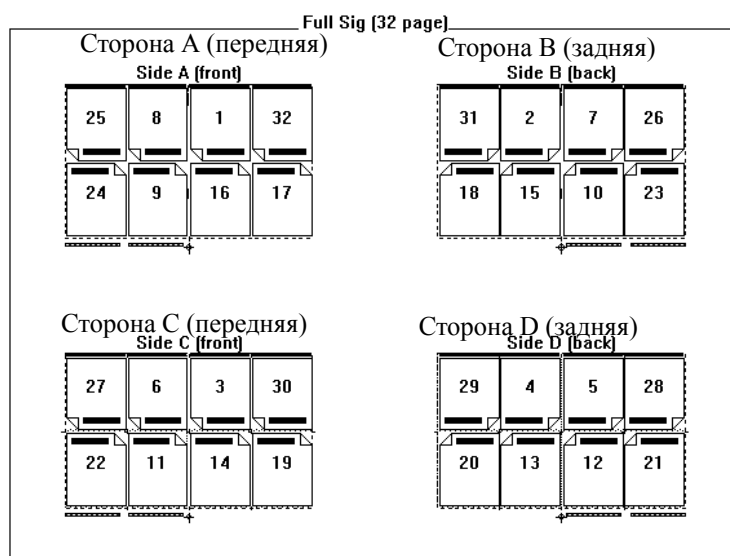 Full Sig (32 page)
Сторона A (передняя)
Side A (front)
25 8 1 32
24 9 16 17
Сторона B (задняя)
Side B (back)
31 2 7 26
18 15 10 23
Сторона C (передняя)
Side C (front)
27 6 3 30
22 11 14 19
Сторона D (задняя)
Side D (back)
29 4 5 28
20 13 12 21